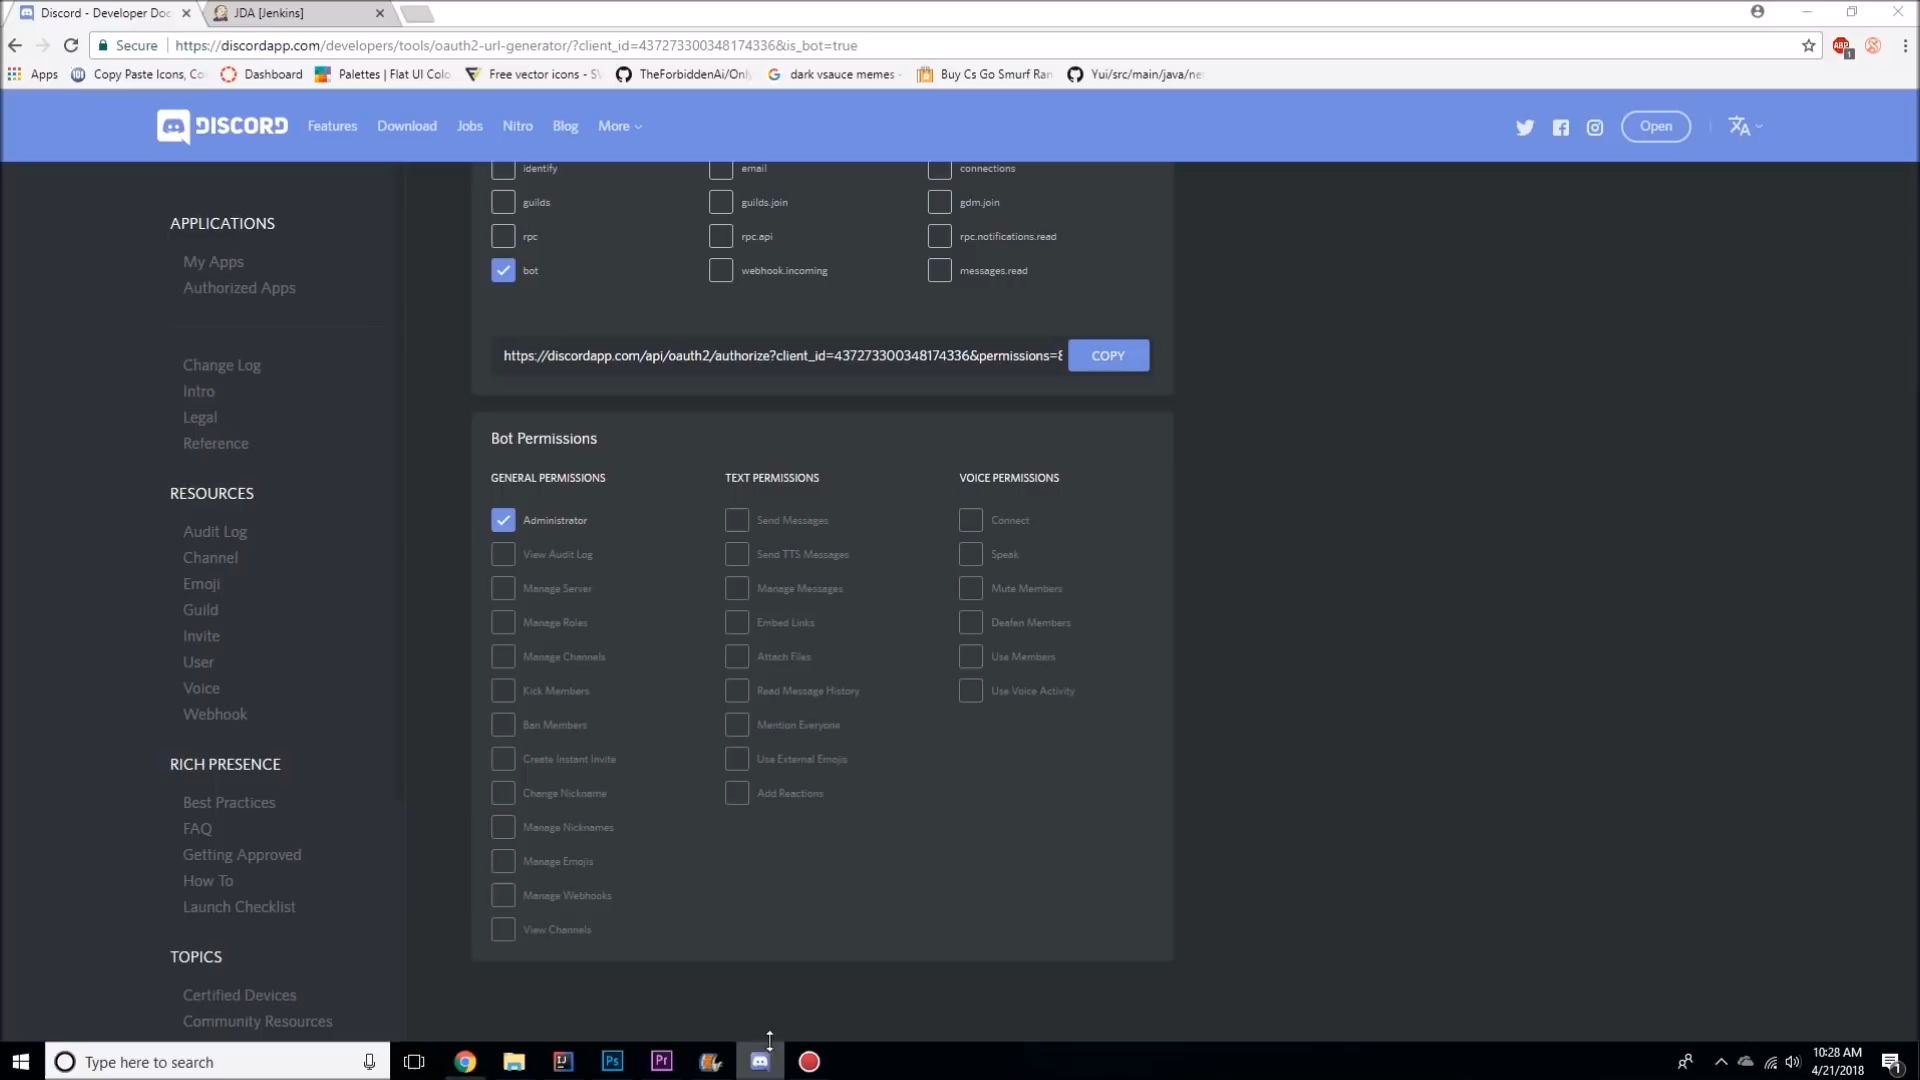 Discord - Developer Doc
JDA [Jenkins]
Secure
https://discordapp.com/developers/tools/oauth2-url-generator/?client_id=437273300348174336&is_bot=true
ABP
1
Apps
Copy Paste Icons, Co
Dashboard
Palettes | Flat UI Colo
Free vector icons - SV
TheForbiddenAi/Onl
dark vsauce memes
Buy Cs Go Smurf Ran
Yui/src/main/java/ne
DISCORD
Features
Download
Jobs
Nitro
Blog
More
Open
identify
email
connections
guilds
guilds.join
gdm.join
rpc
rpc.api
rpc.notifications.read
bot
webhook.incoming
messages.read
https://discordapp.com/api/oauth2/authorize?client_id=437273300348174336&permissions=8
COPY
APPLICATIONS
My Apps
Authorized Apps
Change Log
Intro
Legal
Reference
RESOURCES
Audit Log
Channel
Emoji
Guild
Invite
User
Voice
Webhook
RICH PRESENCE
Best Practices
FAQ
Getting Approved
How To
Launch Checklist
TOPICS
Certified Devices
Community Resources
Bot Permissions
GENERAL PERMISSIONS
Administrator
View Audit Log
Manage Server
Manage Roles
Manage Channels
Kick Members
Ban Members
Create Instant Invite
Change Nickname
Manage Nicknames
Manage Emojis
Manage Webhooks
View Channels
TEXT PERMISSIONS
Send Messages
Send TTS Messages
Manage Messages
Embed Links
Attach Files
Read Message History
Mention Everyone
Use External Emojis
Add Reactions
VOICE PERMISSIONS
Connect
Speak
Mute Members
Deafen Members
Use Members
Use Voice Activity
Type here to search
IJ
Ps
Pr
10:28 AM
4/21/2018
1